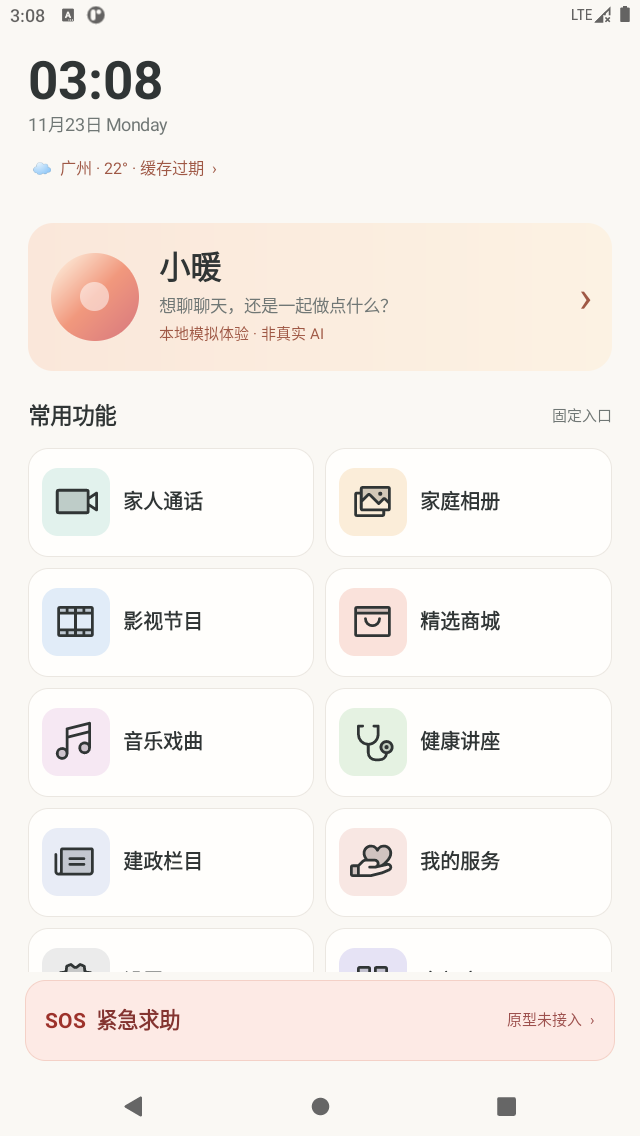 3:08
LTE
03:08
11月23日 Monday
广州 · 22° · 缓存过期 ›
小暖
想聊聊天，还是一起做点什么？
本地模拟体验 · 非真实 AI
常用功能
固定入口
家人通话
家庭相册
影视节目
精选商城
音乐戏曲
健康讲座
建政栏目
我的服务
SOS 紧急求助
原型未接入 ›